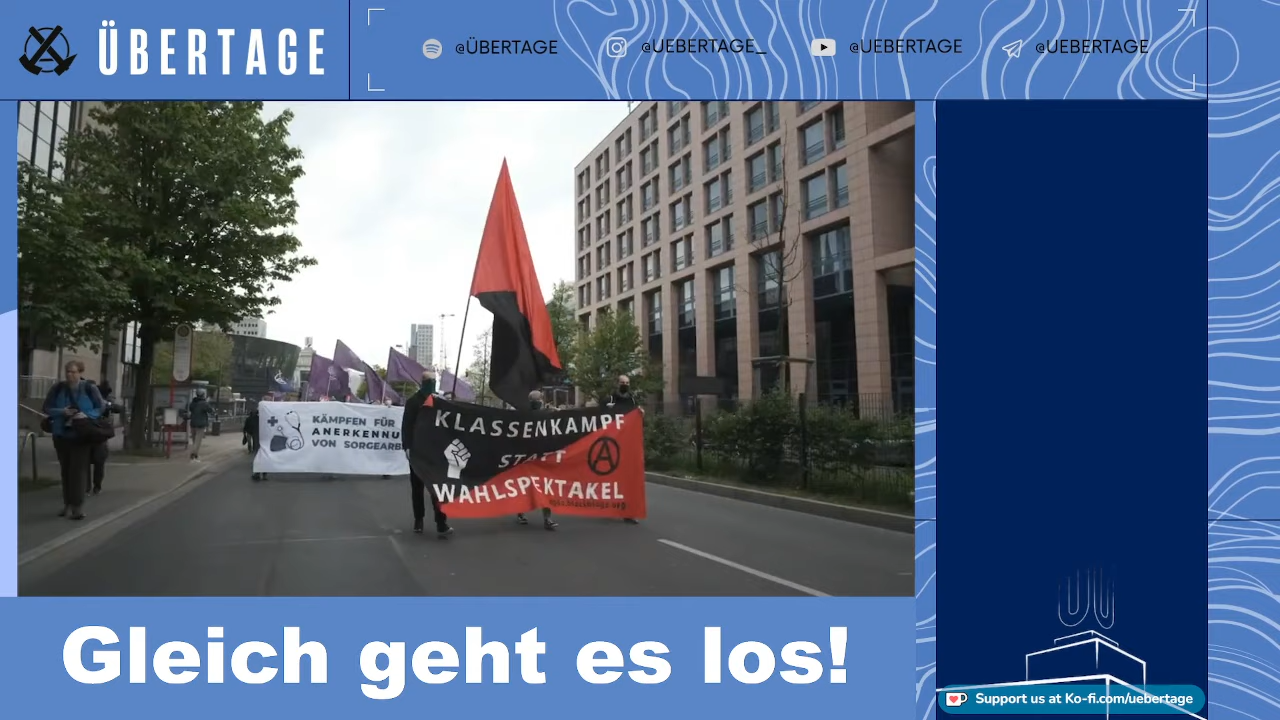 ÜBERTAGE
@ÜBERTAGE
@UEBERTAGE_
@UEBERTAGE
@UEBERTAGE
KLASSENKAMPF
STATT
WAHLSPEKTAKEL
KÄMPFEN FÜR
ANERKENNU
VON SORGEARB
Gleich geht es los!
Support us at Ko-fi.com/uebertage